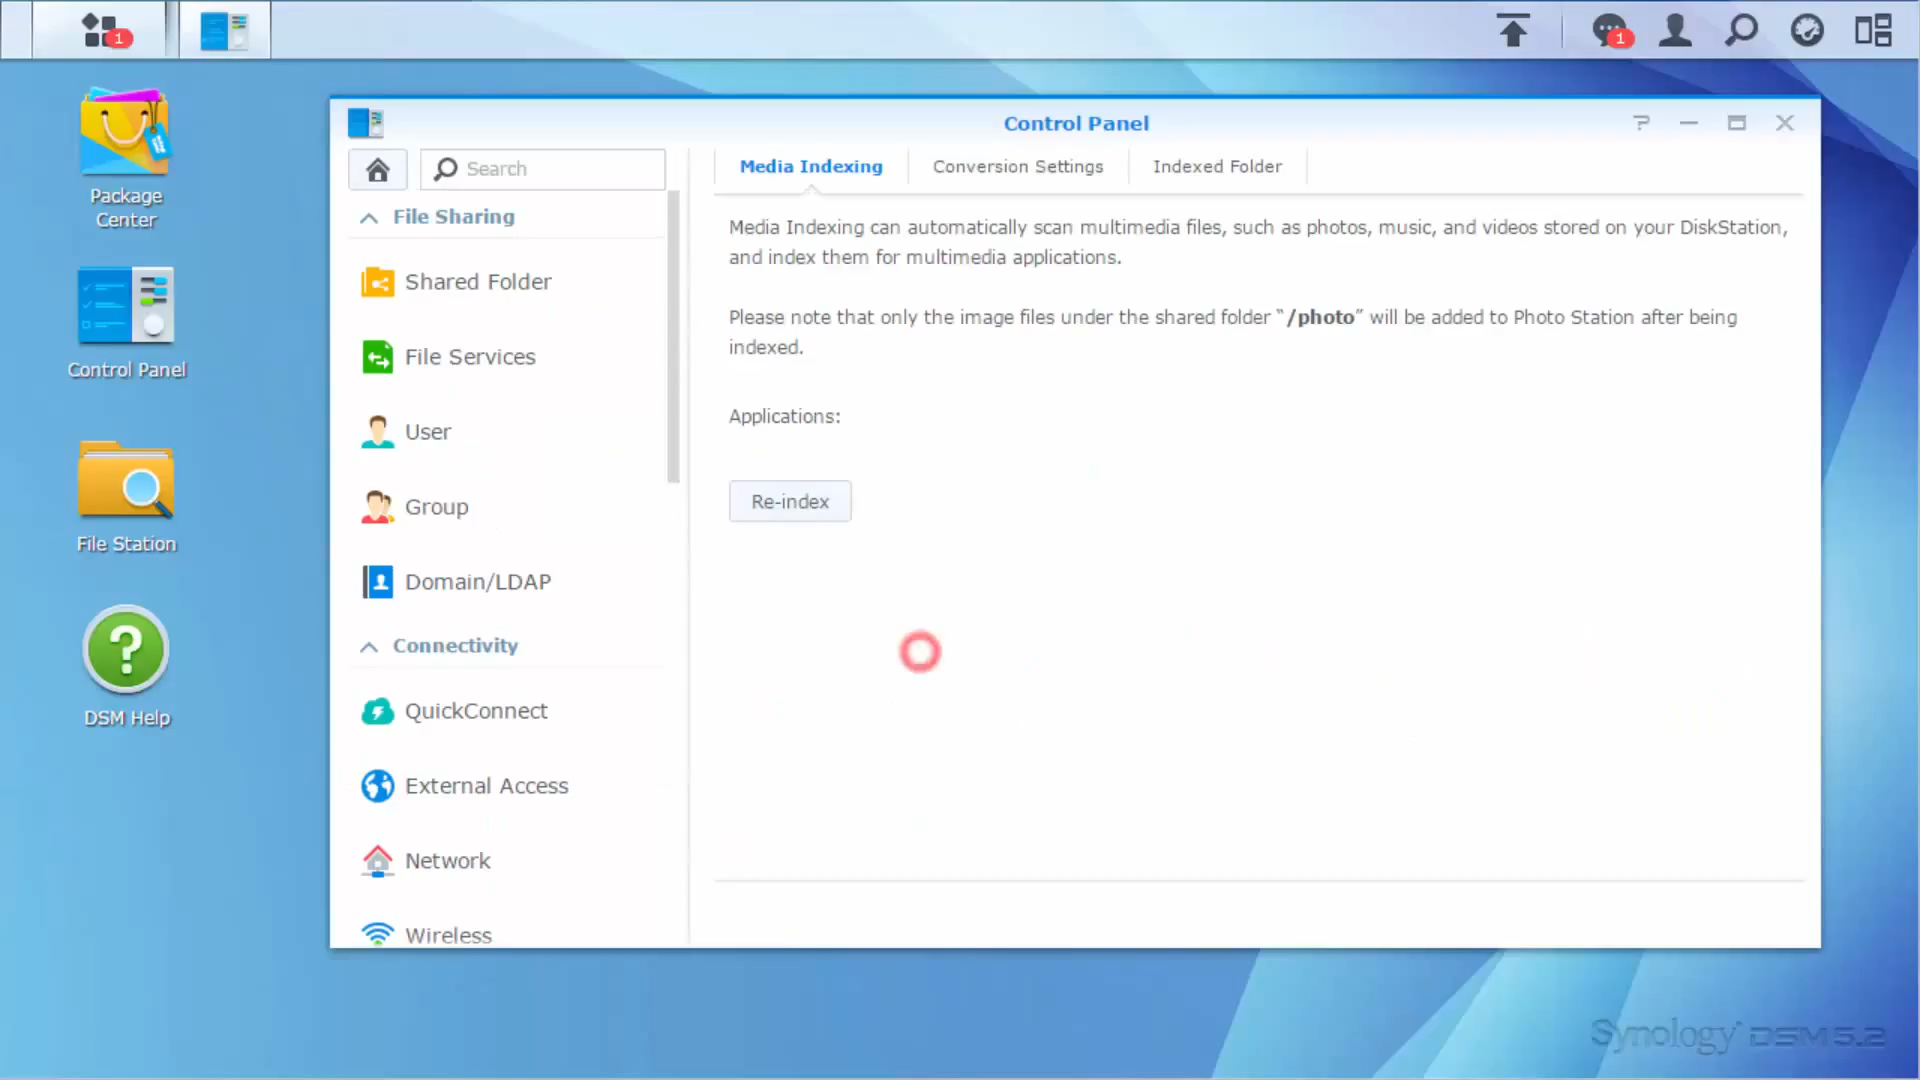 1
1
Package
Center
Control Panel
File Station
DSM Help
Control Panel
Search
File Sharing
Shared Folder
File Services
User
Group
Domain/LDAP
Connectivity
QuickConnect
External Access
Network
Wireless
Media Indexing
Conversion Settings
Indexed Folder
Media Indexing can automatically scan multimedia files, such as photos, music, and videos stored on your DiskStation,
and index them for multimedia applications.
Please note that only the image files under the shared folder “/photo” will be added to Photo Station after being
indexed.
Applications:
Re-index
Synology DSM 5.2